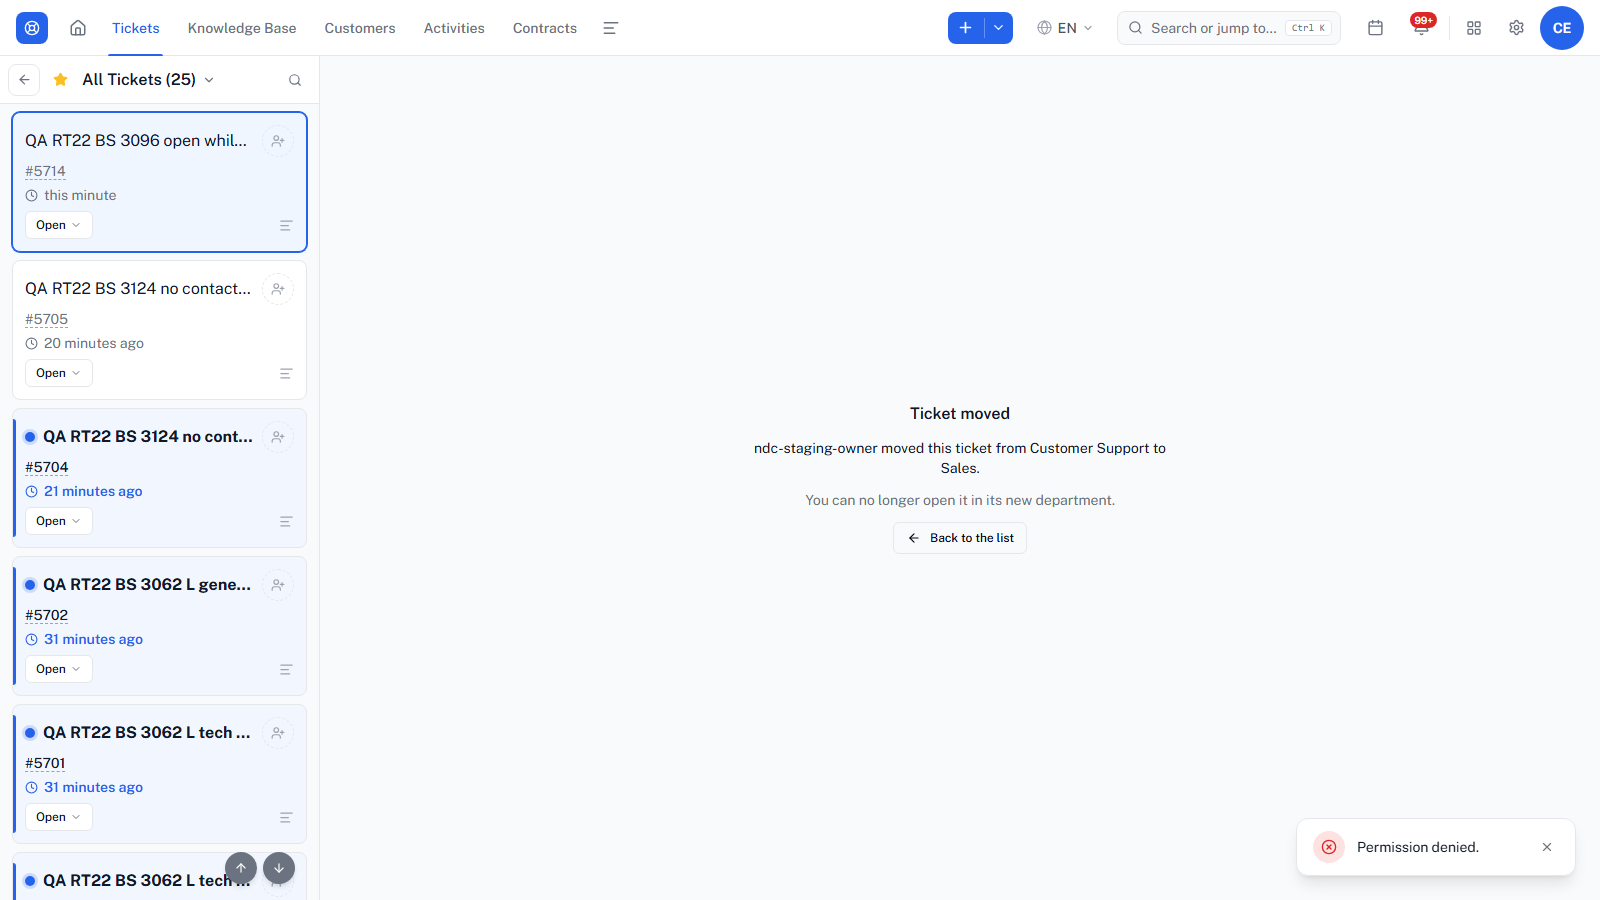 Tickets
Knowledge Base
Customers
Activities
Contracts
EN
Search or jump to...
Ctrl K
99+
CE
All Tickets (25)
QA RT22 BS 3096 open whil...
#5714
this minute
Open
QA RT22 BS 3124 no contact...
#5705
20 minutes ago
Open
QA RT22 BS 3124 no cont...
#5704
21 minutes ago
Open
QA RT22 BS 3062 L gene...
#5702
31 minutes ago
Open
QA RT22 BS 3062 L tech ...
#5701
31 minutes ago
Open
QA RT22 BS 3062 L tech ...
Ticket moved
ndc-staging-owner moved this ticket from Customer Support to
Sales.
You can no longer open it in its new department.
Back to the list
Permission denied.